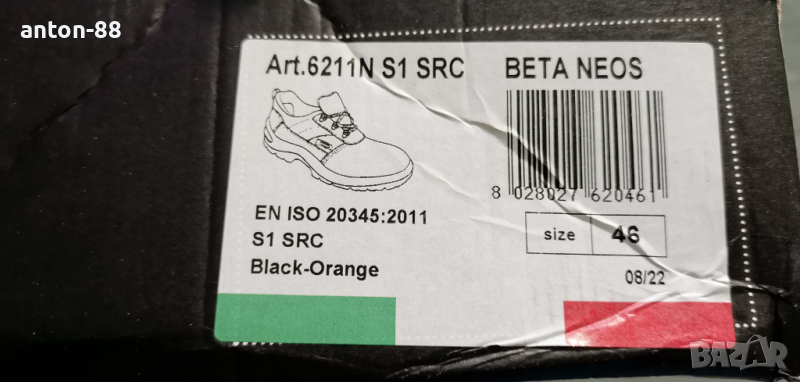 anton-88
Art.6211N S1 SRC
BETA NEOS
8 028027 620461
EN ISO 20345:2011
S1 SRC
Black-Orange
size 46
08/22
BAZAR